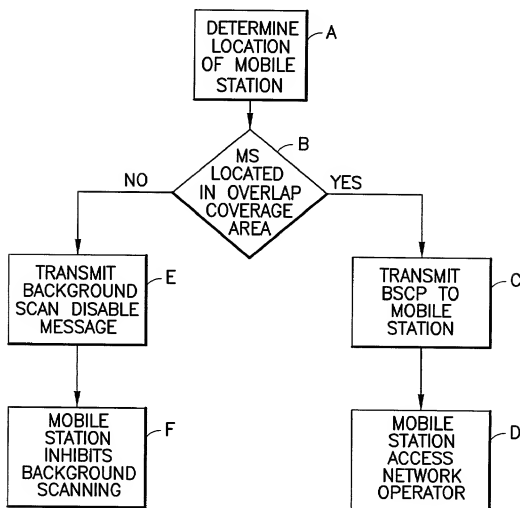 DETERMINE
LOCATION
OF MOBILE
STATION
A
MS
LOCATED
IN OVERLAP
COVERAGE
AREA
B
NO
YES
TRANSMIT
BACKGROUND
SCAN DISABLE
MESSAGE
E
TRANSMIT
BSCP TO
MOBILE
STATION
C
MOBILE
STATION
INHIBITS
BACKGROUND
SCANNING
F
MOBILE
STATION
ACCESS
NETWORK
OPERATOR
D